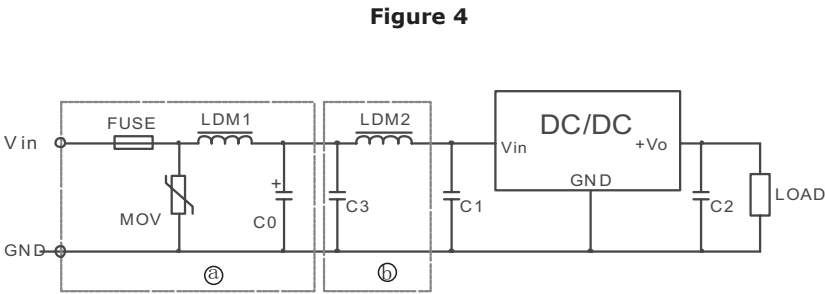 Figure 4
FUSE
LDM1
LDM2
DC/DC
Vin
Vin
+Vo
GND
MOV
+
C0
C3
C1
C2
LOAD
GND
ⓐ
ⓑ